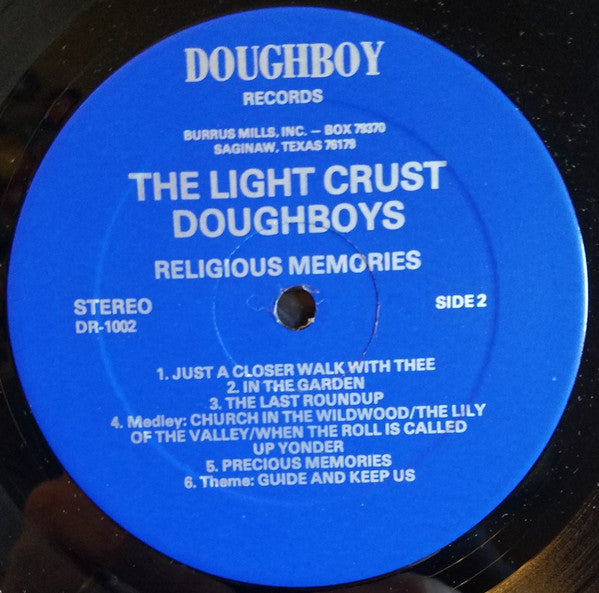 DOUGHBOY
RECORDS
BURRUS MILLS, INC. — BOX 79370
SAGINAW, TEXAS 76179
THE LIGHT CRUST
DOUGHBOYS
RELIGIOUS MEMORIES
STEREO
DR-1002
SIDE 2
1. JUST A CLOSER WALK WITH THEE
2. IN THE GARDEN
3. THE LAST ROUNDUP
4. Medley: CHURCH IN THE WILDWOOD/THE LILY
OF THE VALLEY/WHEN THE ROLL IS CALLED
UP YONDER
5. PRECIOUS MEMORIES
6. Theme: GUIDE AND KEEP US